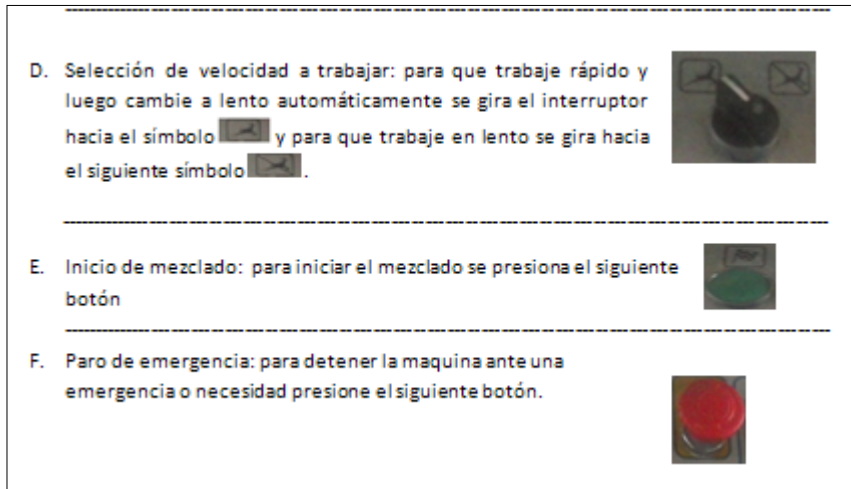 D. Selección de velocidad a trabajar: para que trabaje rápido y
luego cambie a lento automáticamente se gira el interruptor
hacia el símbolo y para que trabaje en lento se gira hacia
el siguiente símbolo .
E. Inicio de mezclado: para iniciar el mezclado se presiona el siguiente
botón
F. Paro de emergencia: para detener la maquina ante una
emergencia o necesidad presione el siguiente botón.